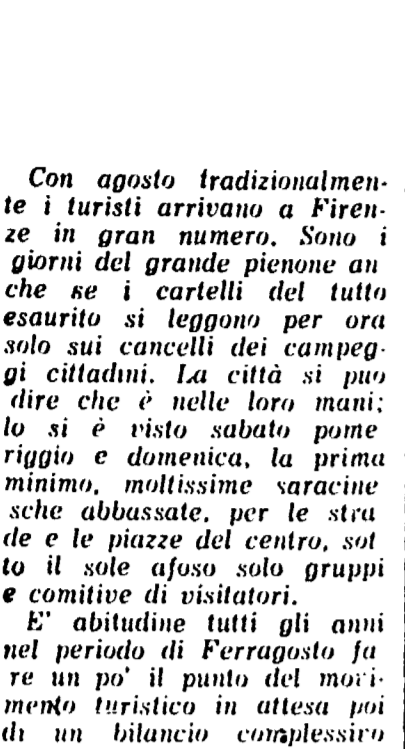 Con agosto tradizionalmen-
te i turisti arrivano a Firen-
ze in gran numero. Sono i
giorni del grande pienone an
che se i cartelli del tutto
esaurito si leggono per ora
solo sui cancelli dei campeg-
gi cittadini. La città si può
dire che è nelle loro mani;
lo si è visto sabato pome
riggio e domenica, la prima
minimo, moltissime saracine
sche abbassate, per le stra
de e le piazze del centro, sot
to il sole afoso solo gruppi
e comitive di visitatori.
E' abitudine tutti gli anni
nel periodo di Ferragosto fa
re un po' il punto del movi-
mento turistico in attesa poi
di un bilancio complessivo